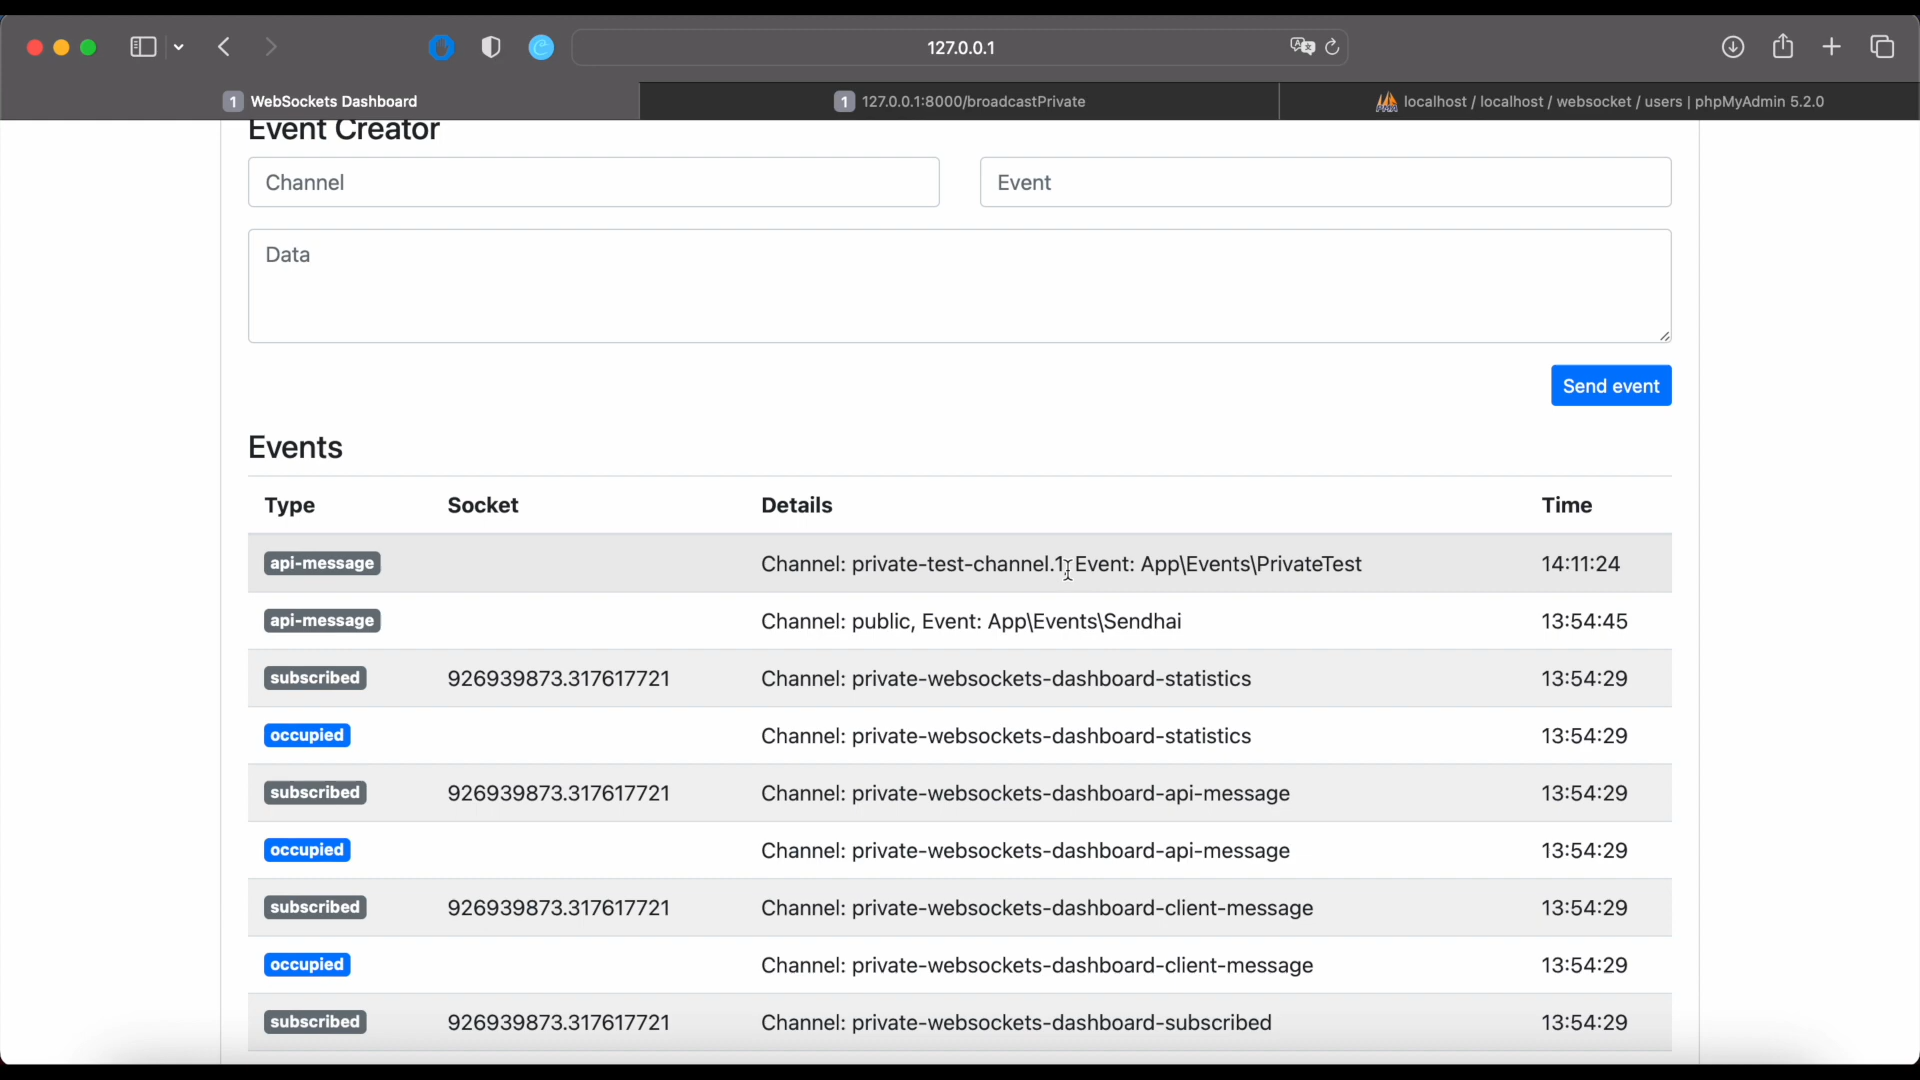 127.0.0.1
1 WebSockets Dashboard
1 127.0.0.1:8000/broadcastPrivate
localhost / localhost / websocket / users | phpMyAdmin 5.2.0
Event Creator
Channel
Event
Data
Send event
Events
Type Socket Details Time
api-message Channel: private-test-channel.1, Event: App\Events\PrivateTest 14:11:24
api-message Channel: public, Event: App\Events\Sendhai 13:54:45
subscribed 926939873.317617721 Channel: private-websockets-dashboard-statistics 13:54:29
occupied Channel: private-websockets-dashboard-statistics 13:54:29
subscribed 926939873.317617721 Channel: private-websockets-dashboard-api-message 13:54:29
occupied Channel: private-websockets-dashboard-api-message 13:54:29
subscribed 926939873.317617721 Channel: private-websockets-dashboard-client-message 13:54:29
occupied Channel: private-websockets-dashboard-client-message 13:54:29
subscribed 926939873.317617721 Channel: private-websockets-dashboard-subscribed 13:54:29